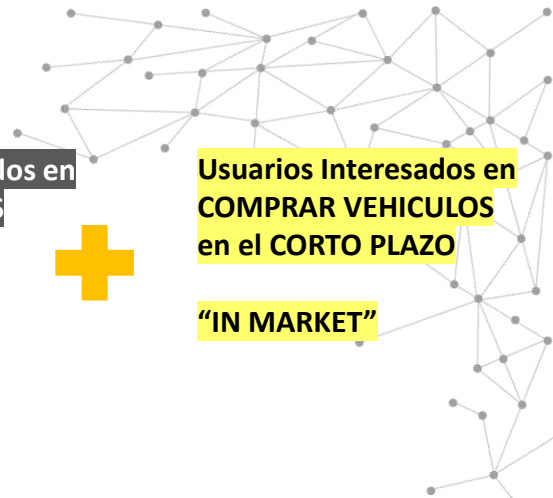 dos en
S
Usuarios Interesados en
COMPRAR VEHICULOS
en el CORTO PLAZO
“IN MARKET”